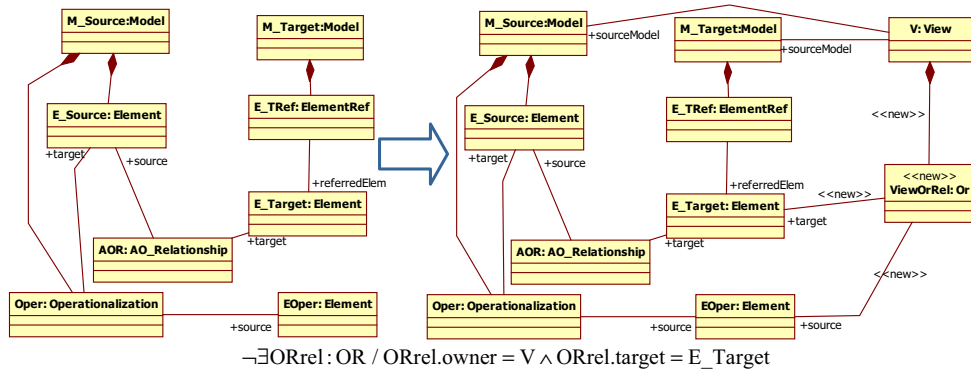 M_Source:Model
M_Target:Model
E_Source: Element
E_TRef: ElementRef
+target
+source
+referredElem
E_Target: Element
+target
AOR: AO_Relationship
Oper: Operationalization
EOper: Element
+source
M_Source:Model
V: View
+sourceModel
M_Target:Model
+sourceModel
E_TRef: ElementRef
<<new>>
E_Source: Element
+target
+source
+referredElem
<<new>>
ViewOrRel: Or
<<new>>
E_Target: Element
+target
+target
AOR: AO_Relationship
<<new>>
Oper: Operationalization
EOper: Element
+source
+source
¬∃ORrel : OR / ORrel.owner = V ∧ ORrel.target = E_Target